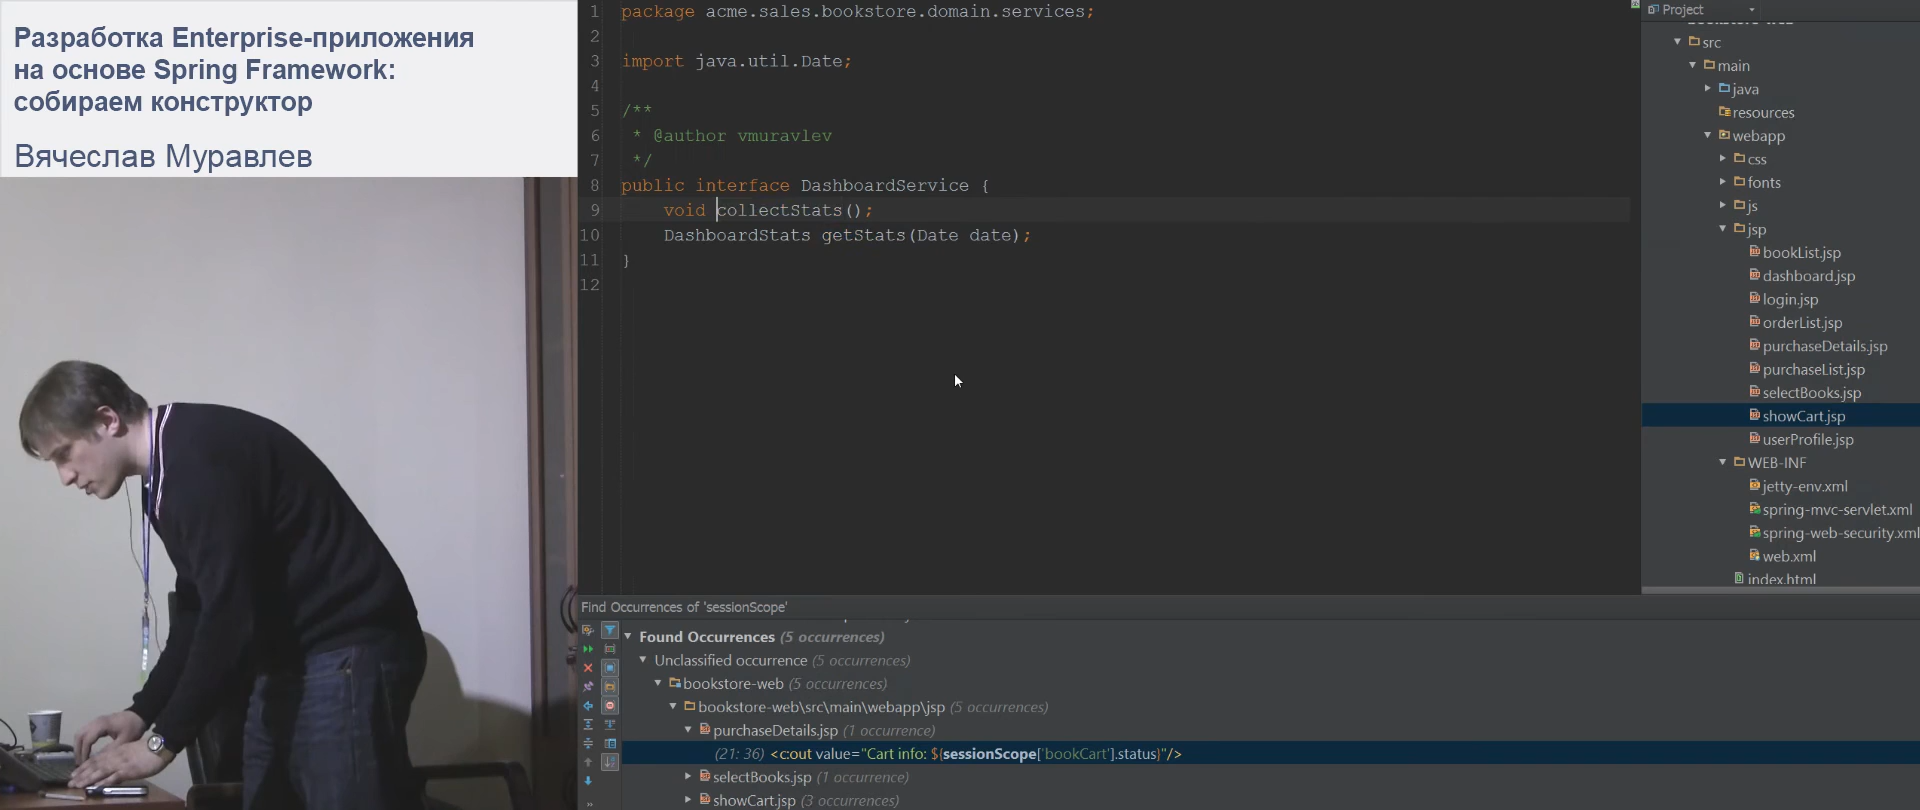 Разработка Enterprise-приложения
на основе Spring Framework:
собираем конструктор
Вячеслав Муравлев
1 package acme.sales.bookstore.domain.services;
2
3 import java.util.Date;
4
5 /**
6 * @author vmuravlev
7 */
8 public interface DashboardService {
9 void collectStats();
10 DashboardStats getStats(Date date);
11 }
12
Project
src
main
java
resources
webapp
css
fonts
js
jsp
bookList.jsp
dashboard.jsp
login.jsp
orderList.jsp
purchaseDetails.jsp
purchaseList.jsp
selectBooks.jsp
showCart.jsp
userProfile.jsp
WEB-INF
jetty-env.xml
spring-mvc-servlet.xml
spring-web-security.xml
web.xml
index.html
Find Occurrences of 'sessionScope'
Found Occurrences (5 occurrences)
Unclassified occurrence (5 occurrences)
bookstore-web (5 occurrences)
bookstore-web\src\main\webapp\jsp (5 occurrences)
purchaseDetails.jsp (1 occurrence)
(21: 36) <c:out value="Cart info: ${sessionScope['bookCart'].status}"/>
selectBooks.jsp (1 occurrence)
showCart.jsp (3 occurrences)